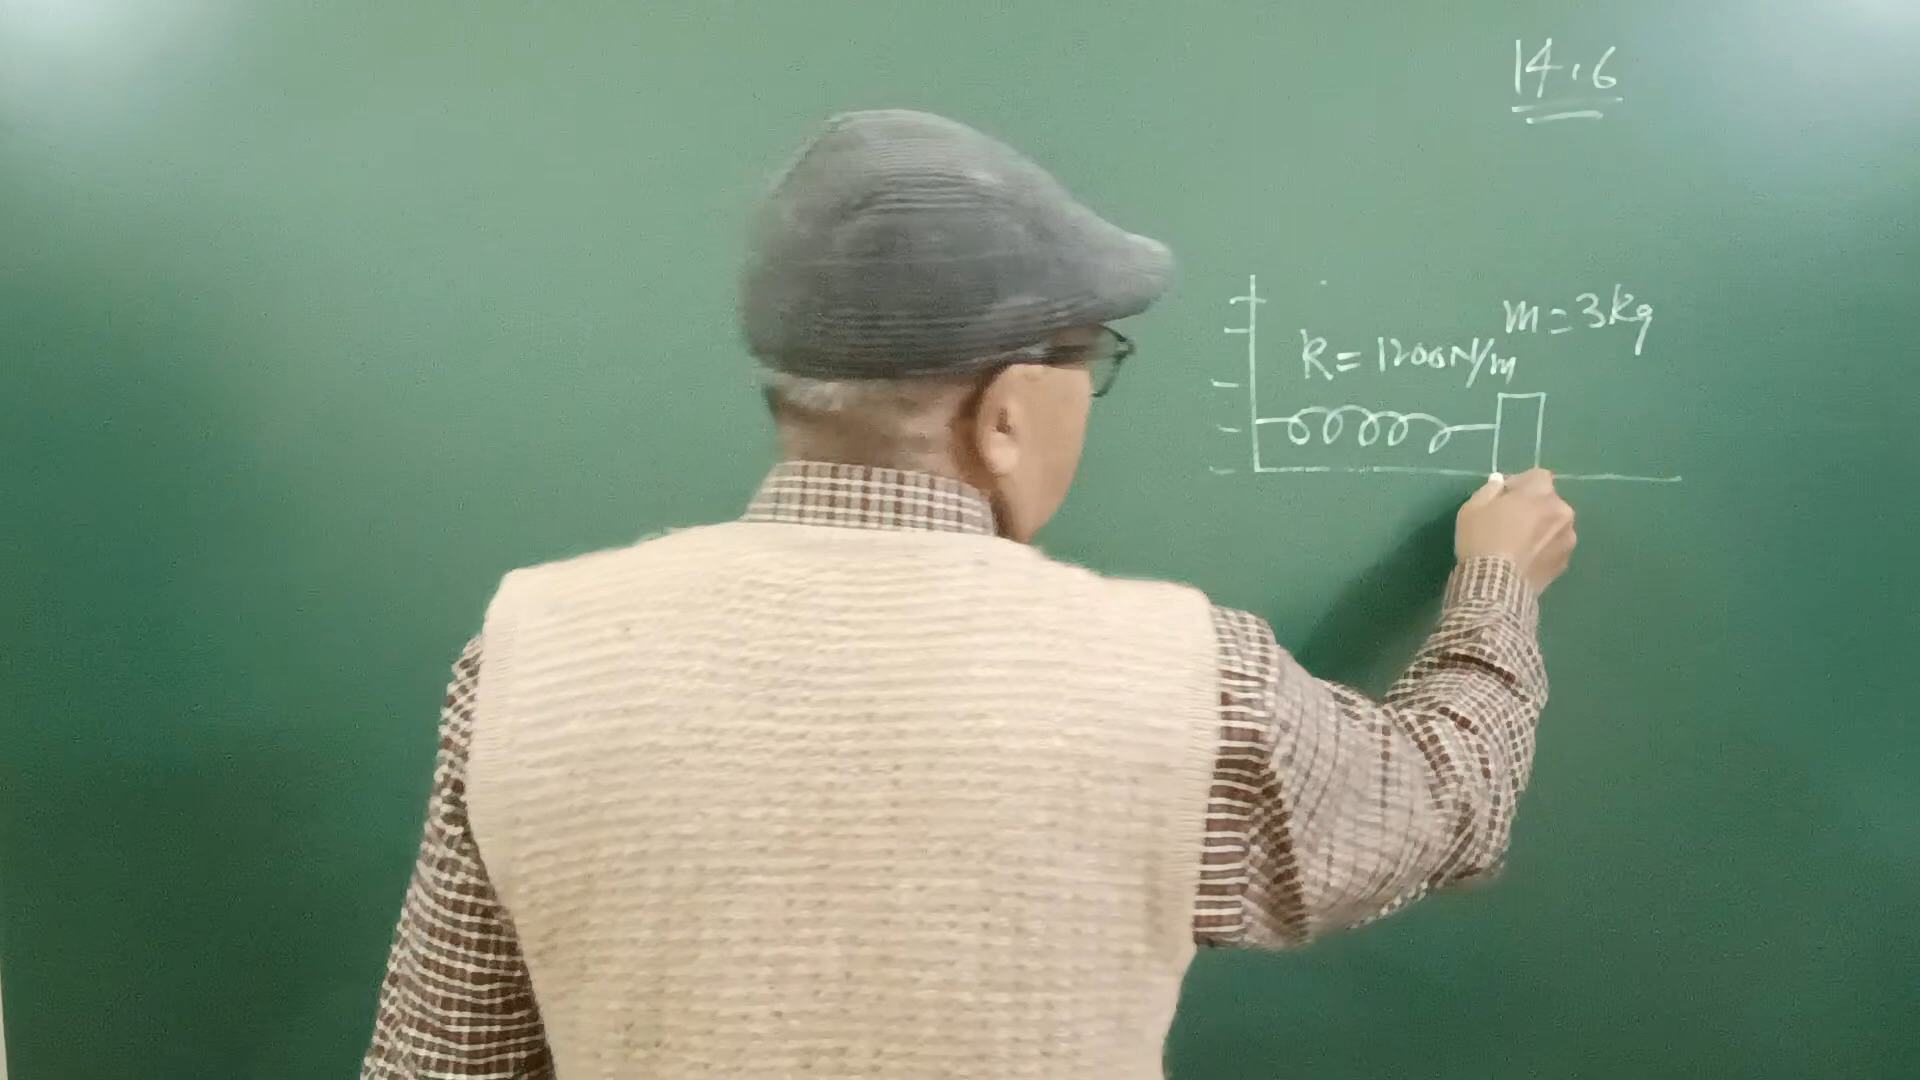 14.6
m = 3kg
k = 1200N/m